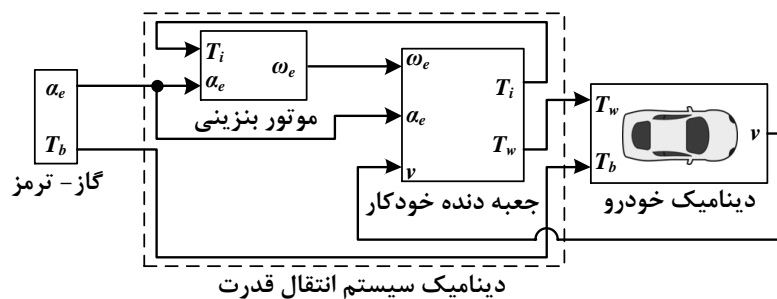 α_e
T_b
گاز- ترمز
T_i
α_e
ω_e
موتور بنزینی
ω_e
α_e
v
T_i
T_w
جعبه دنده خودکار
T_w
T_b
v
دینامیک خودرو
دینامیک سیستم انتقال قدرت